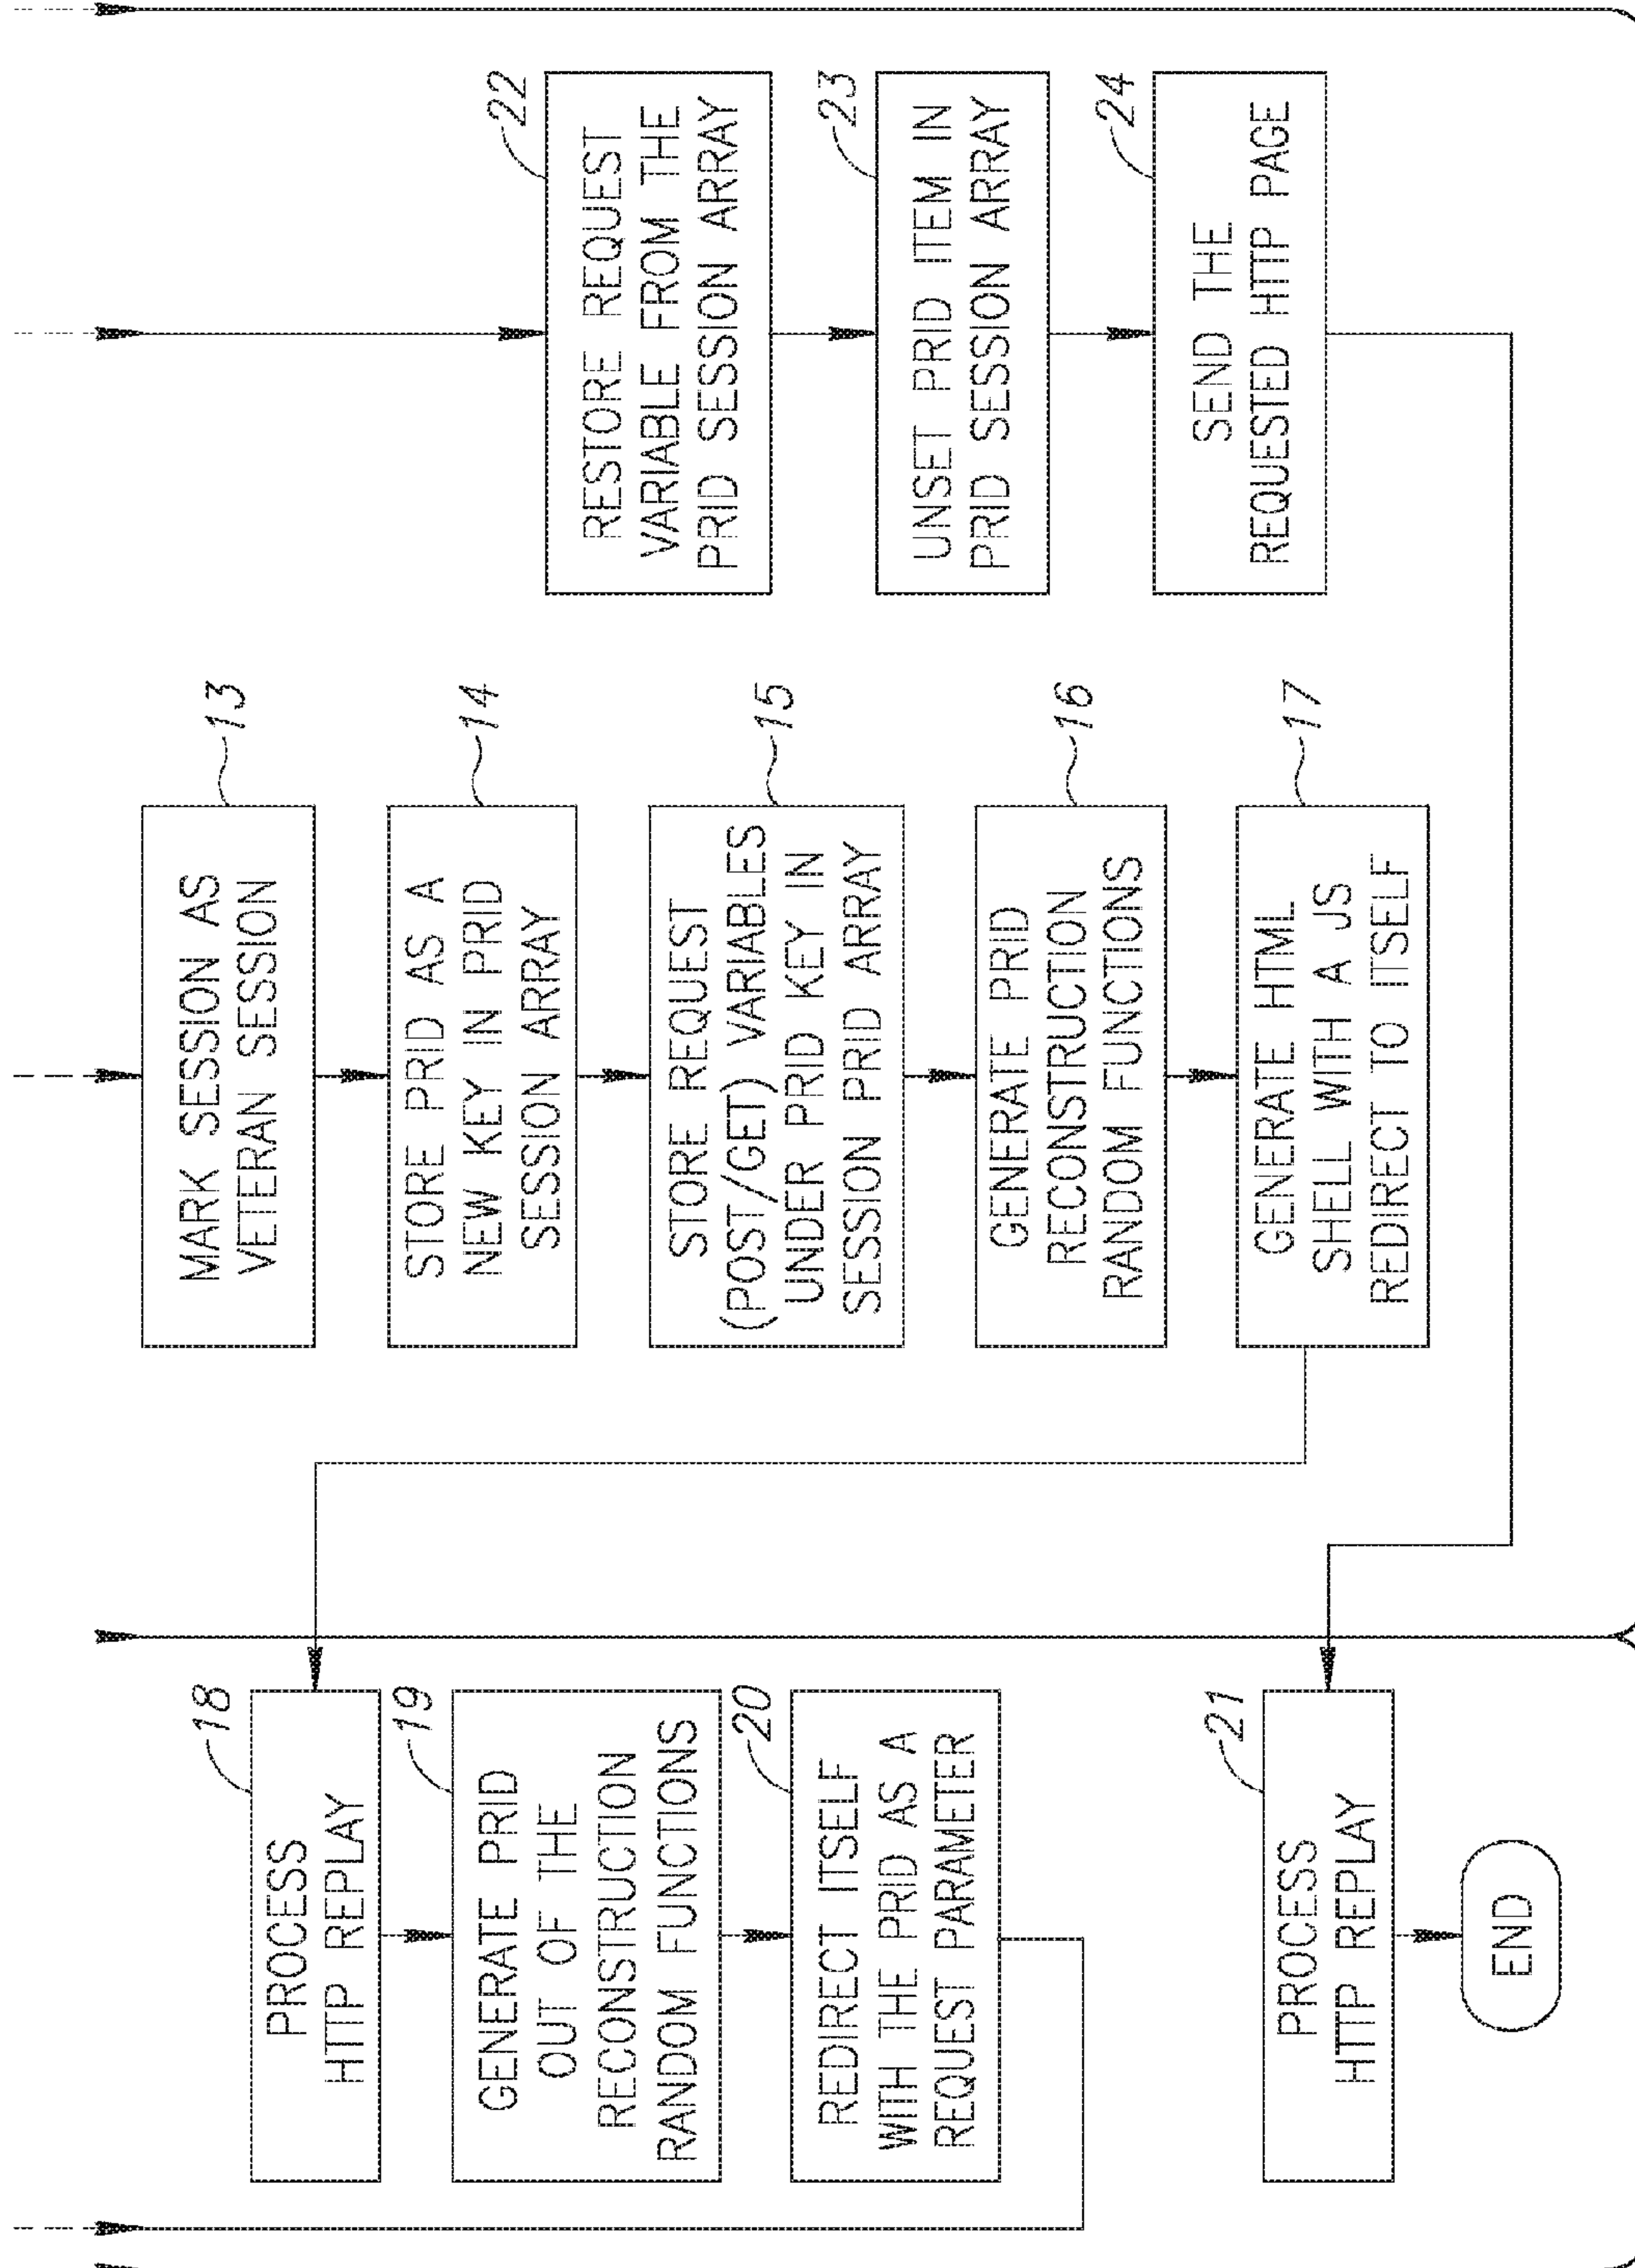 18
PROCESS
HTTP REPLAY
19
GENERATE PRID
OUT OF THE
RECONSTRUCTION
RANDOM FUNCTIONS
20
REDIRECT ITSELF
WITH THE PRID AS A
REQUEST PARAMETER
21
PROCESS
HTTP REPLAY
END
13
MARK SESSION AS
VETERAN SESSION
14
STORE PRID AS A
NEW KEY IN PRID
SESSION ARRAY
15
STORE REQUEST
(POST/GET) VARIABLES
UNDER PRID KEY IN
SESSION PRID ARRAY
16
GENERATE PRID
RECONSTRUCTION
RANDOM FUNCTIONS
17
GENERATE HTML
SHELL WITH A JS
REDIRECT TO ITSELF
22
RESTORE REQUEST
VARIABLE FROM THE
PRID SESSION ARRAY
23
UNSET PRID ITEM IN
PRID SESSION ARRAY
24
SEND THE
REQUESTED HTTP PAGE